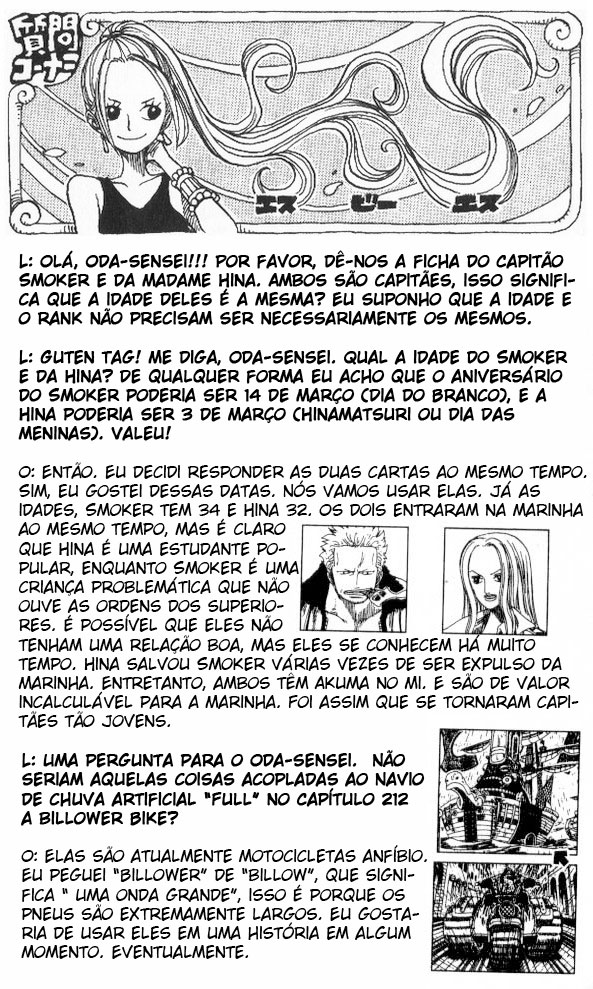 質問
コ〜ナ〜
エス ビー エス
L: OLÁ, ODA-SENSEI!!! POR FAVOR, DÊ-NOS A FICHA DO CAPITÃO
SMOKER E DA MADAME HINA. AMBOS SÃO CAPITÃES, ISSO SIGNIFI-
CA QUE A IDADE DELES É A MESMA? EU SUPONHO QUE A IDADE E
O RANK NÃO PRECISAM SER NECESSARIAMENTE OS MESMOS.
L: GUTEN TAG! ME DIGA, ODA-SENSEI. QUAL A IDADE DO SMOKER
E DA HINA? DE QUALQUER FORMA EU ACHO QUE O ANIVERSÁRIO
DO SMOKER PODERIA SER 14 DE MARÇO (DIA DO BRANCO), E A
HINA PODERIA SER 3 DE MARÇO (HINAMATSURI OU DIA DAS
MENINAS). VALEU!
O: ENTÃO. EU DECIDI RESPONDER AS DUAS CARTAS AO MESMO TEMPO.
SIM, EU GOSTEI DESSAS DATAS. NÓS VAMOS USAR ELAS. JÁ AS
IDADES, SMOKER TEM 34 E HINA 32. OS DOIS ENTRARAM NA MARINHA
AO MESMO TEMPO, MAS É CLARO
QUE HINA É UMA ESTUDANTE PO-
PULAR, ENQUANTO SMOKER É UMA
CRIANÇA PROBLEMÁTICA QUE NÃO
OUVE AS ORDENS DOS SUPERIO-
RES. É POSSÍVEL QUE ELES NÃO
TENHAM UMA RELAÇÃO BOA, MAS ELES SE CONHECEM HÁ MUITO
TEMPO. HINA SALVOU SMOKER VÁRIAS VEZES DE SER EXPULSO DA
MARINHA. ENTRETANTO, AMBOS TÊM AKUMA NO MI. E SÃO DE VALOR
INCALCULÁVEL PARA A MARINHA. FOI ASSIM QUE SE TORNARAM CAPI-
TÃES TÃO JOVENS.
L: UMA PERGUNTA PARA O ODA-SENSEI. NÃO
SERIAM AQUELAS COISAS ACOPLADAS AO NAVIO
DE CHUVA ARTIFICIAL "FULL" NO CAPÍTULO 212
A BILLOWER BIKE?
O: ELAS SÃO ATUALMENTE MOTOCICLETAS ANFÍBIO.
EU PEGUEI "BILLOWER" DE "BILLOW", QUE SIGNI-
FICA " UMA ONDA GRANDE", ISSO É PORQUE OS
PNEUS SÃO EXTREMAMENTE LARGOS. EU GOSTA-
RIA DE USAR ELES EM UMA HISTÓRIA EM ALGUM
MOMENTO. EVENTUALMENTE.